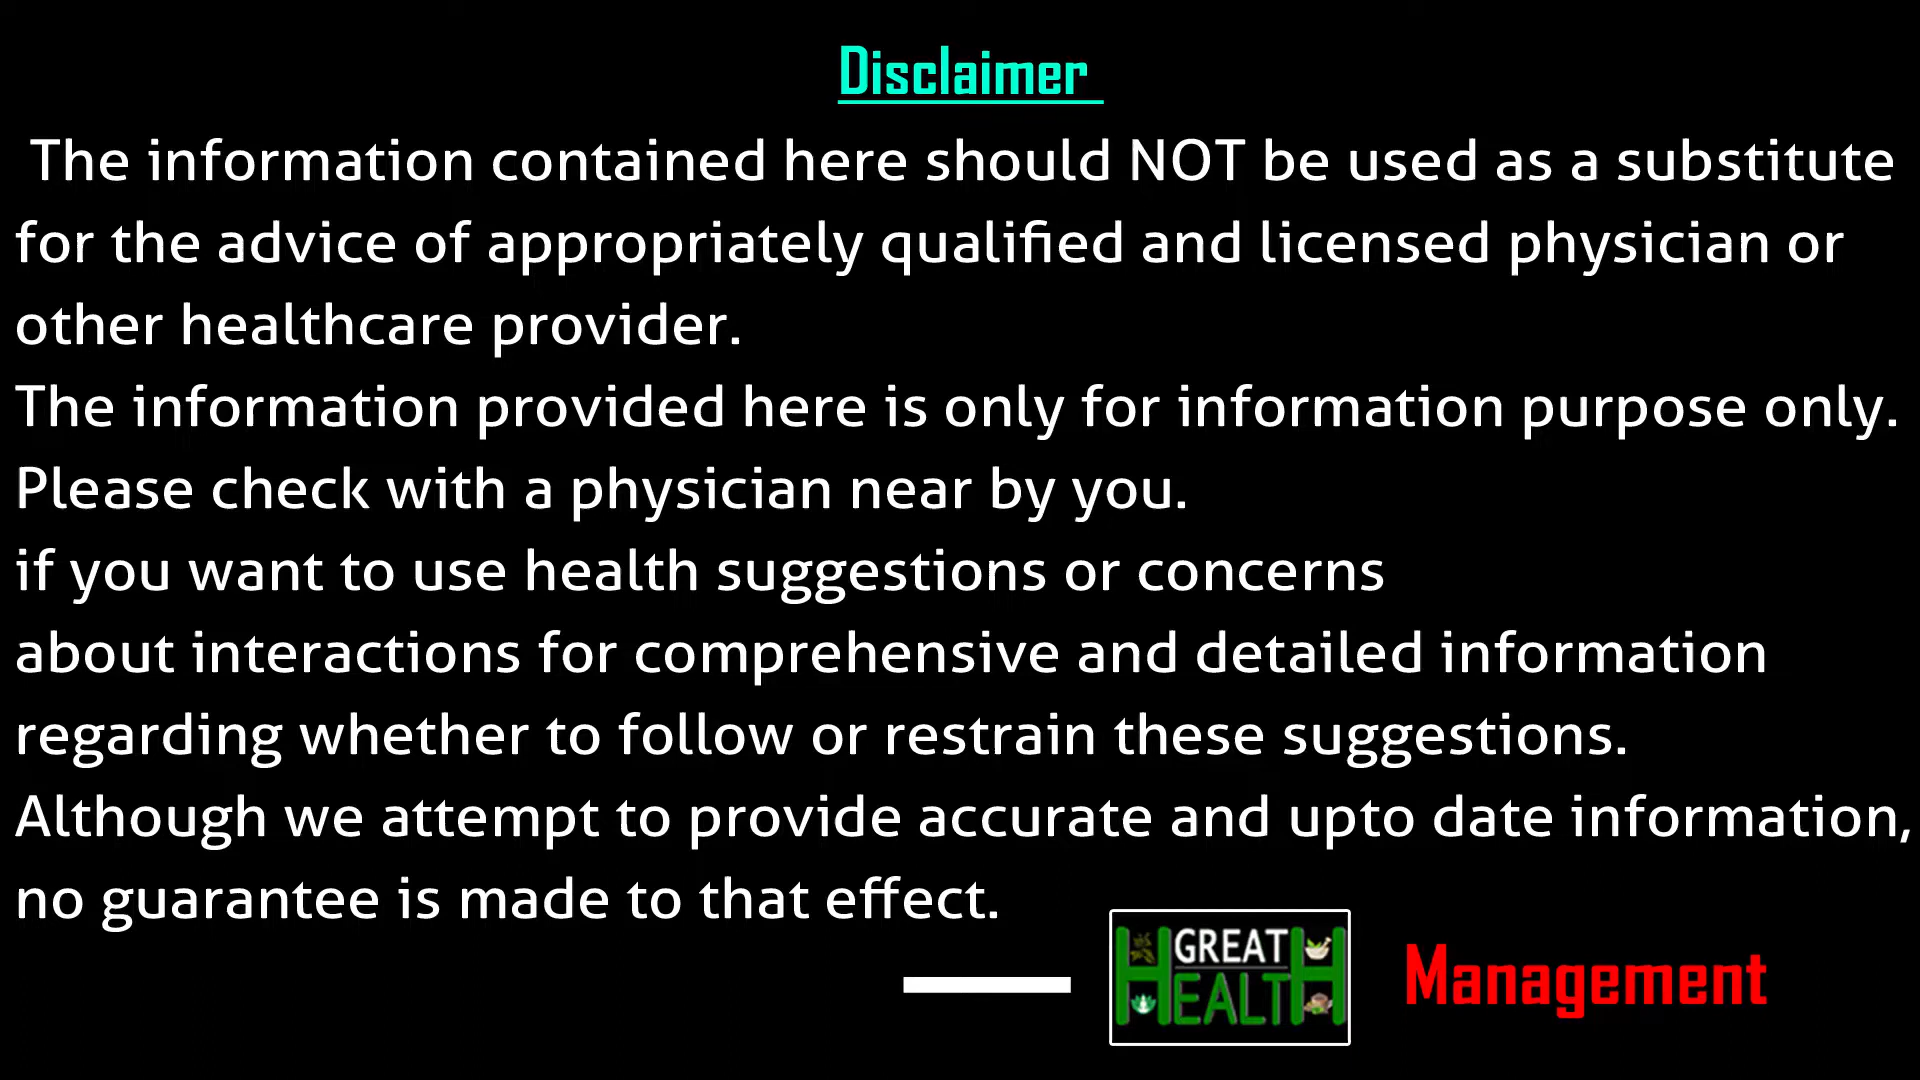 Disclaimer
The information contained here should NOT be used as a substitute
for the advice of appropriately qualified and licensed physician or
other healthcare provider.
The information provided here is only for information purpose only.
Please check with a physician near by you.
if you want to use health suggestions or concerns
about interactions for comprehensive and detailed information
regarding whether to follow or restrain these suggestions.
Although we attempt to provide accurate and upto date information,
no guarantee is made to that effect.
GREAT
HEALTH
Management